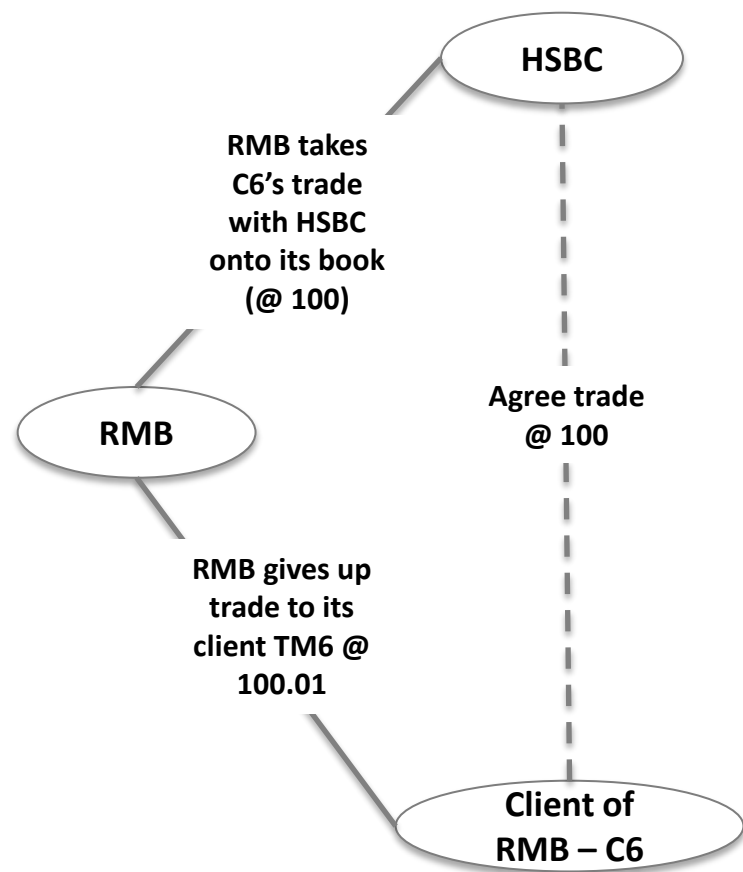 HSBC
RMB takes
C6’s trade
with HSBC
onto its book
(@ 100)
Agree trade
@ 100
RMB
RMB gives up
trade to its
client TM6 @
100.01
Client of
RMB – C6